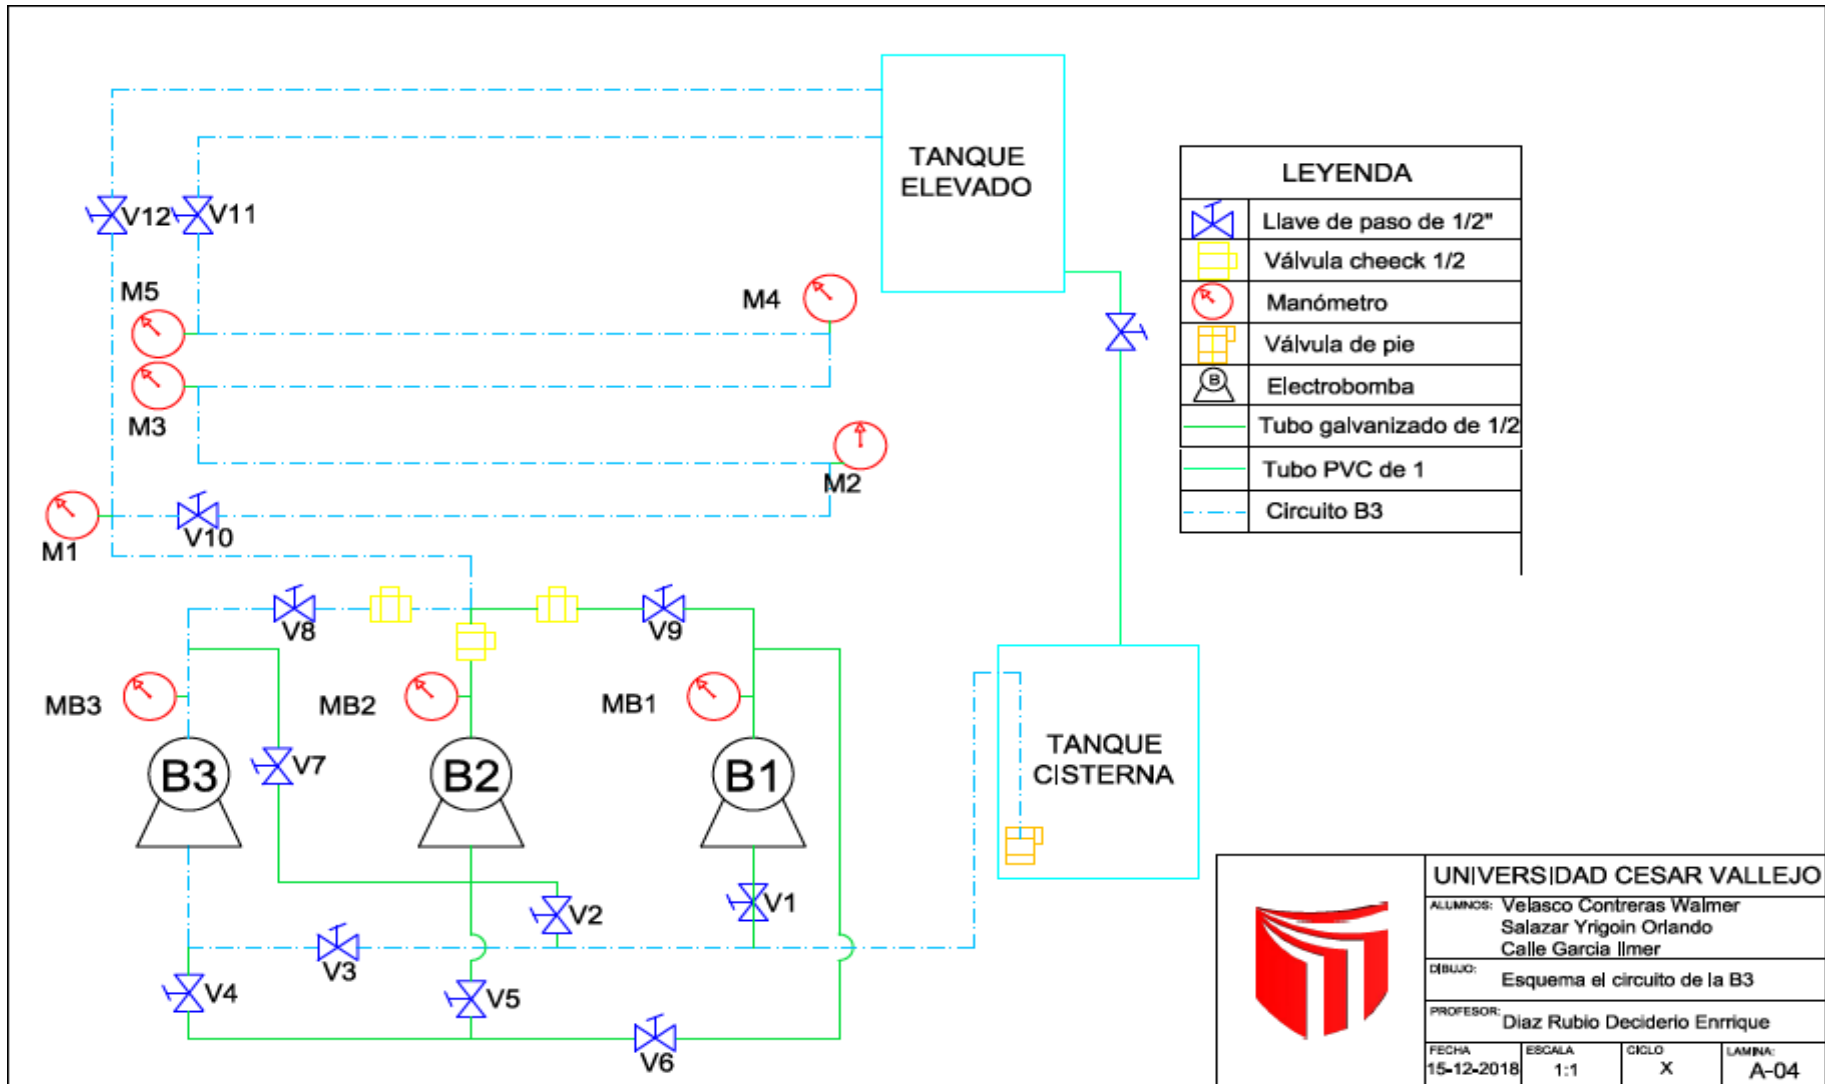 TANQUE
ELEVADO
V12
V11
M5
M4
M3
M2
M1
V10
V8
V9
MB3
MB2
MB1
B3
V7
B2
B1
V2
V1
V3
V4
V5
V6
TANQUE
CISTERNA
LEYENDA
Llave de paso de 1/2"
Válvula cheeck 1/2
Manómetro
Válvula de pie
B
Electrobomba
Tubo galvanizado de 1/2
Tubo PVC de 1
Circuito B3
UNIVERSIDAD CESAR VALLEJO
ALUMNOS: Velasco Contreras Walmer
Salazar Yrigoin Orlando
Calle Garcia Ilmer
DIBUJO: Esquema el circuito de la B3
PROFESOR: Diaz Rubio Deciderio Enrrique
FECHA ESCALA CICLO LAMINA:
15-12-2018 1:1 X A-04